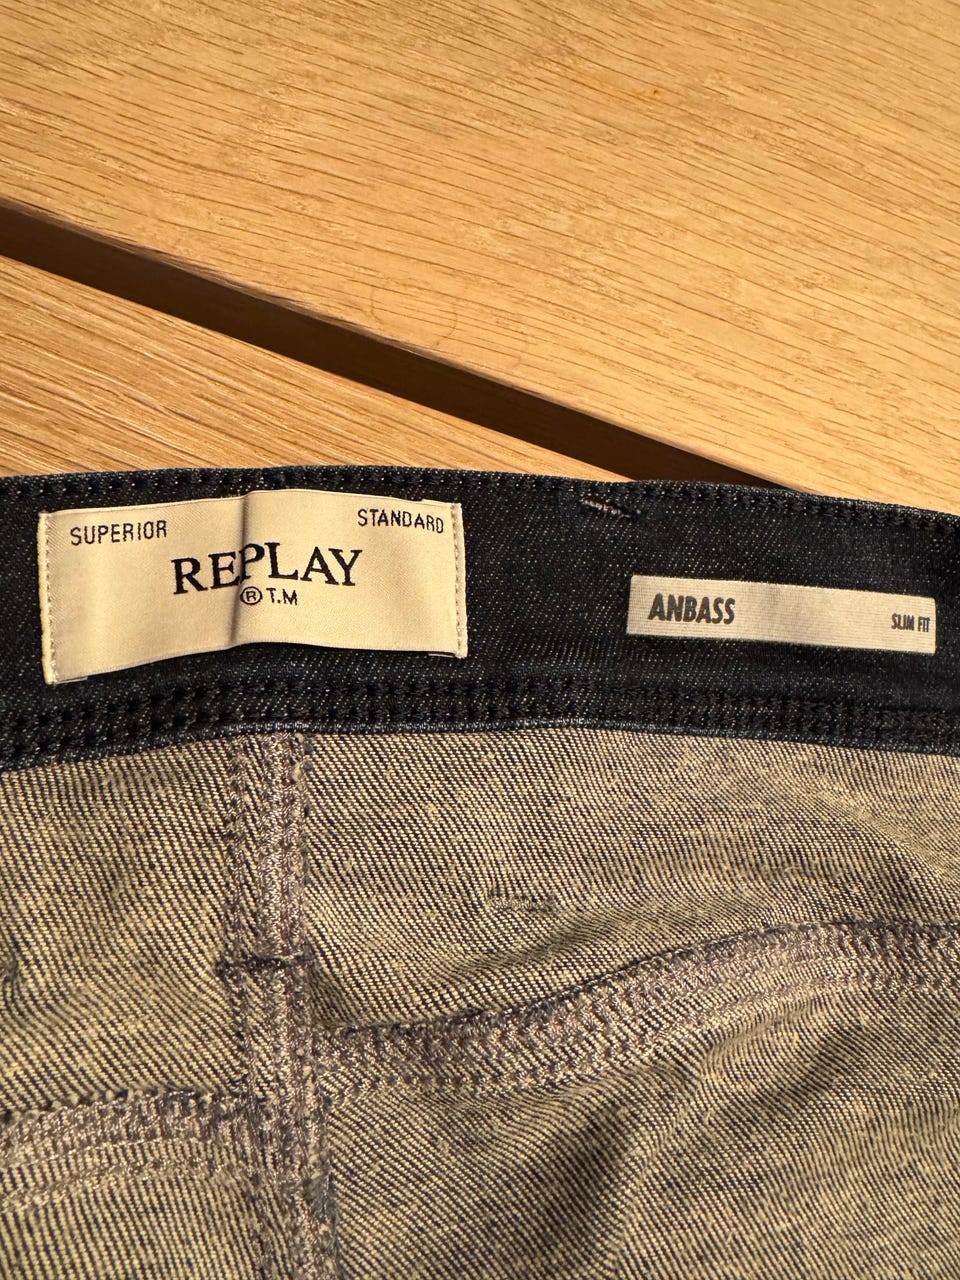 SUPERIOR STANDARD
REPLAY
® T.M
ANBASS SLIM FIT